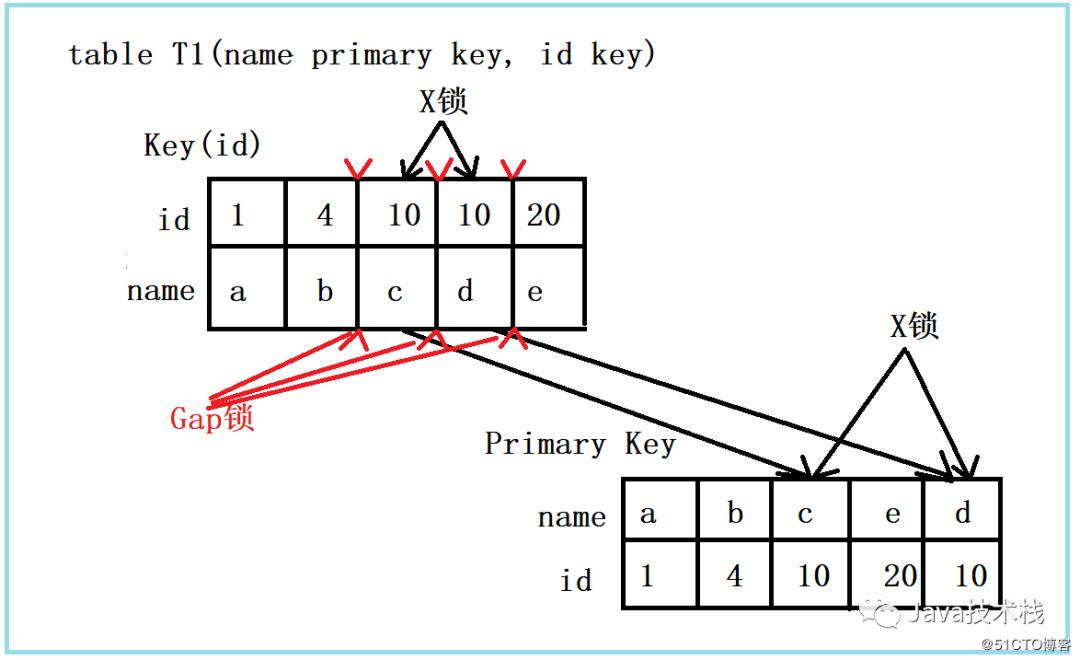 table T1(name primary key, id key)
X锁
Key(id)
id 1 4 10 10 20
name a b c d e
X锁
Gap锁
Primary Key
name a b c e d
id 1 4 10 20 10
Java技术栈
@51CTO博客